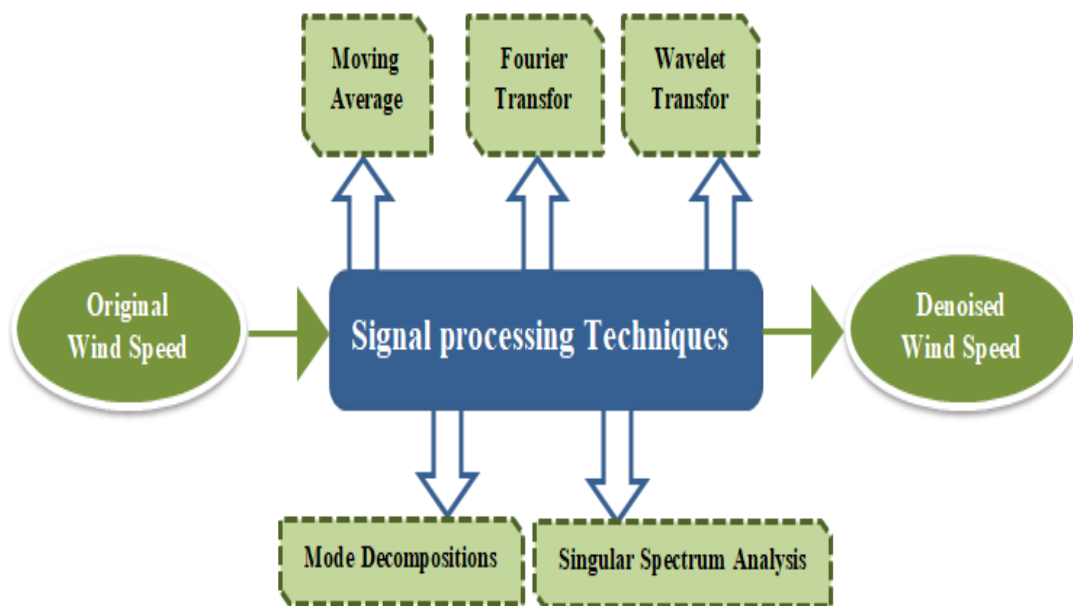 Moving
Average
Fourier
Transfor
Wavelet
Transfor
Original
Wind Speed
Signal processing Techniques
Denoised
Wind Speed
Mode Decompositions
Singular Spectrum Analysis